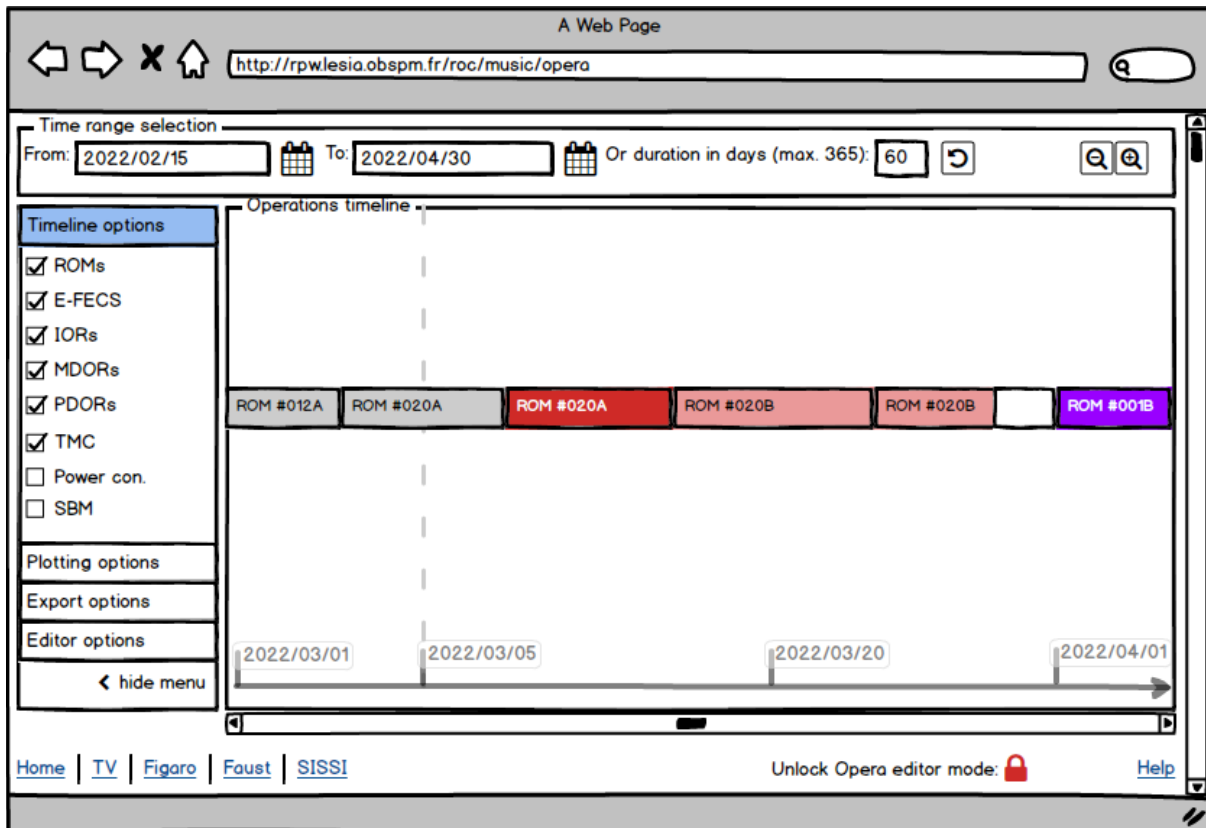 A Web Page
http://rpw.lesia.obspm.fr/roc/music/opera
Time range selection
From: 2022/02/15 To: 2022/04/30 Or duration in days (max. 365): 60
Timeline options
ROMs
E-FECS
IORs
MDORs
PDORs
TMC
Power con.
SBM
Plotting options
Export options
Editor options
hide menu
Operations timeline
ROM #012A ROM #020A ROM #020A ROM #020B ROM #020B ROM #001B
2022/03/01 2022/03/05 2022/03/20 2022/04/01
Home TV Figaro Faust SISSI Unlock Opera editor mode: Help